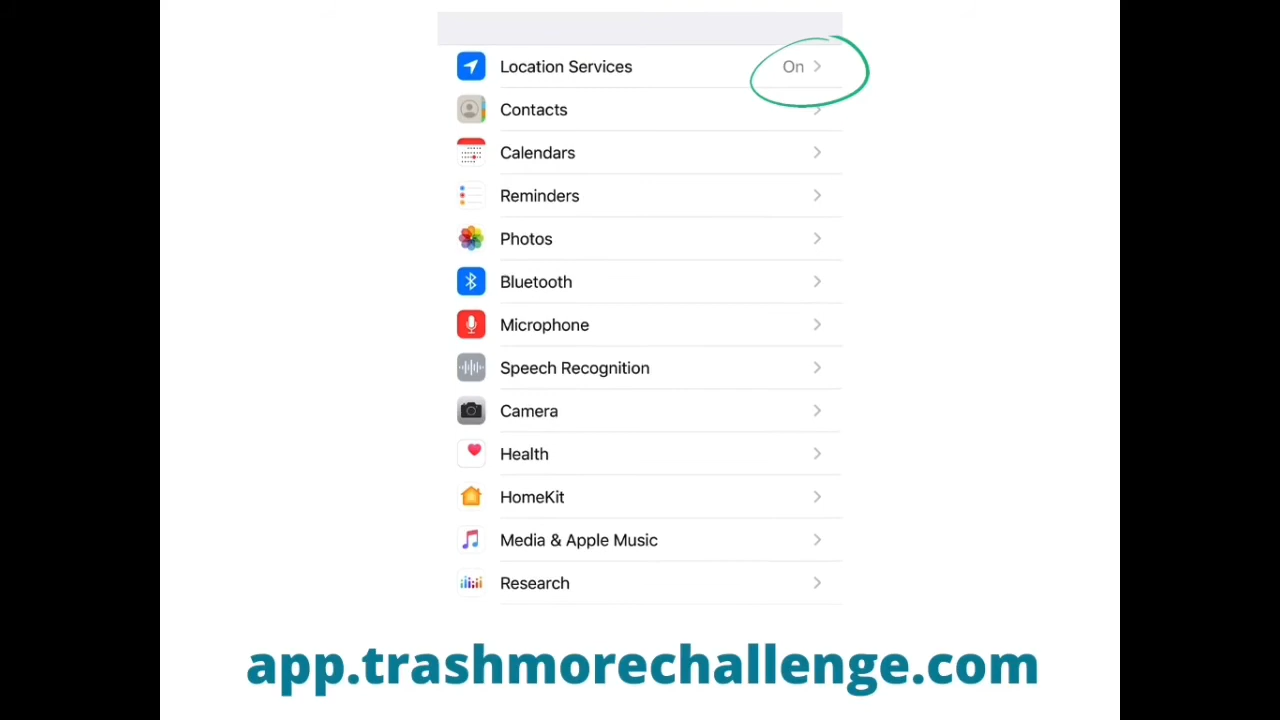 Location Services On
Contacts
Calendars
Reminders
Photos
Bluetooth
Microphone
Speech Recognition
Camera
Health
HomeKit
Media & Apple Music
Research
app.trashmorechallenge.com